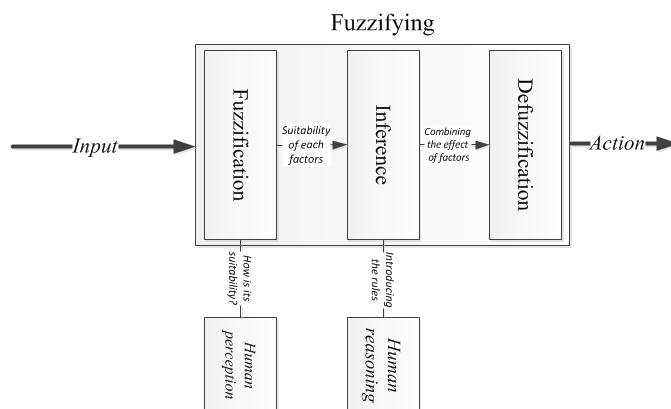 Fuzzifying
Input
Fuzzification
Suitability
of each
factors
Inference
Combining
the effect
of factors
Defuzzification
Action
How is its
suitability?
Introducing
the rules
Human
perception
Human
reasoning